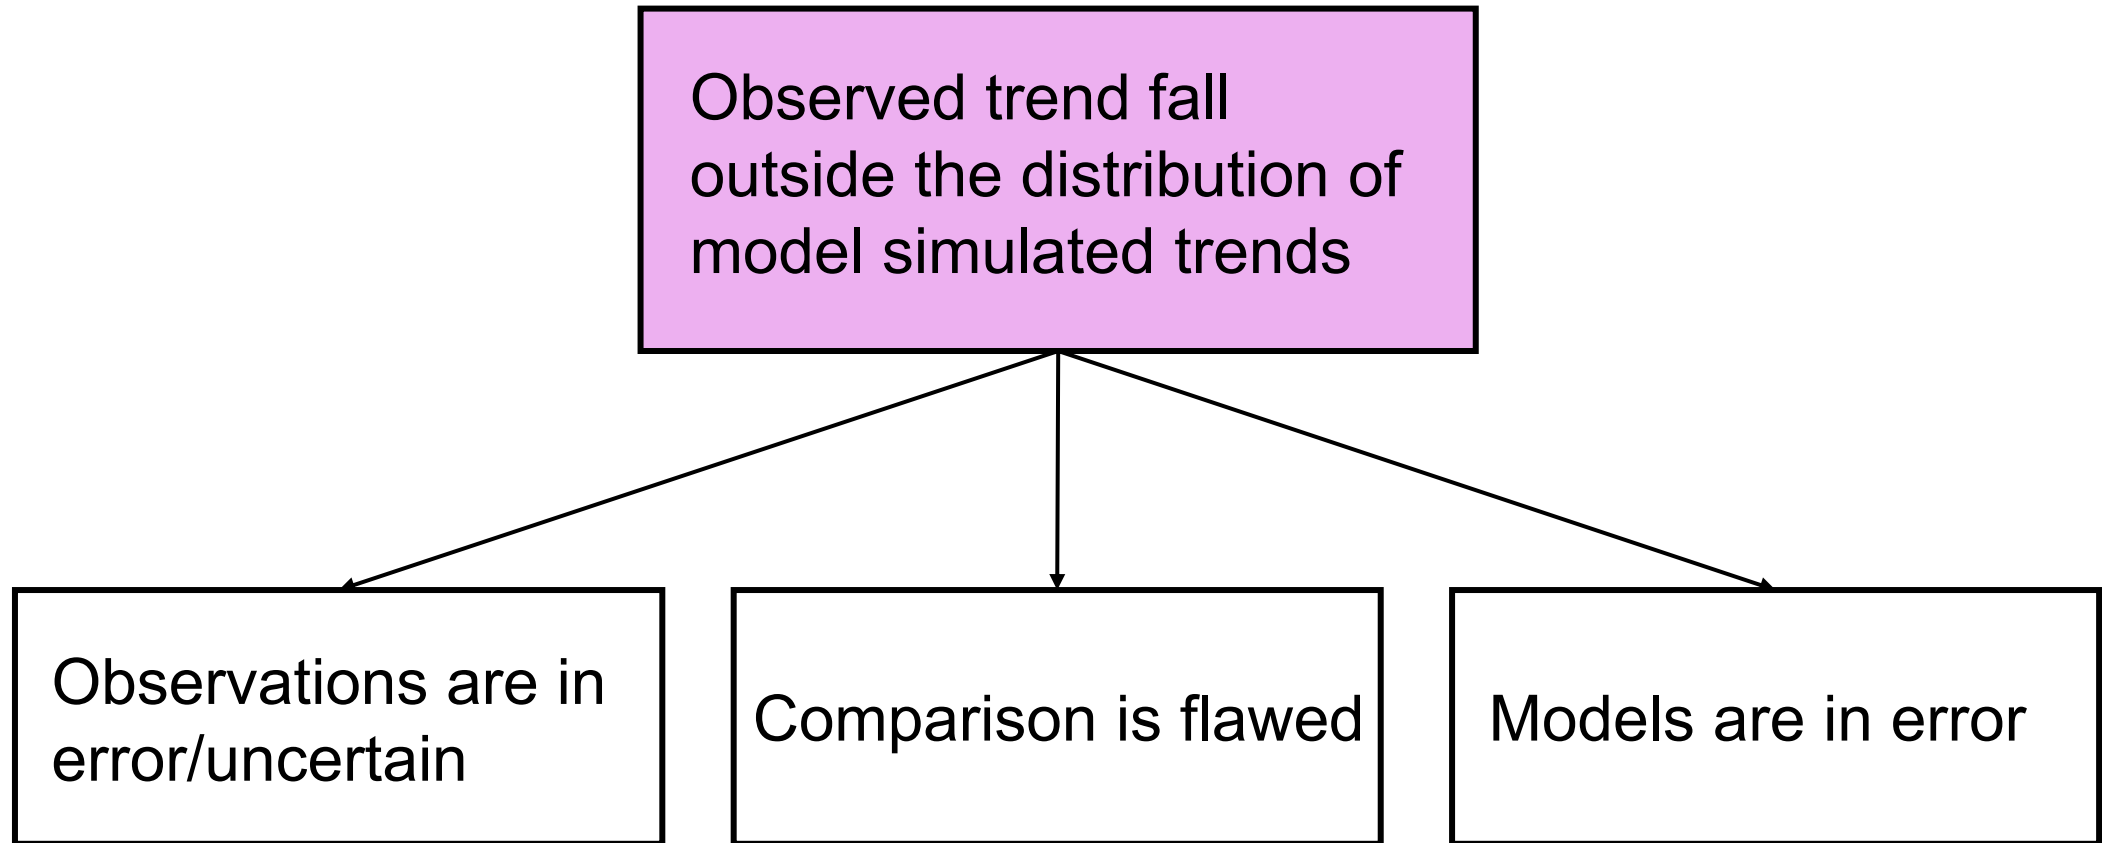 Observed trend fall
outside the distribution of
model simulated trends
Observations are in
error/uncertain
Comparison is flawed
Models are in error